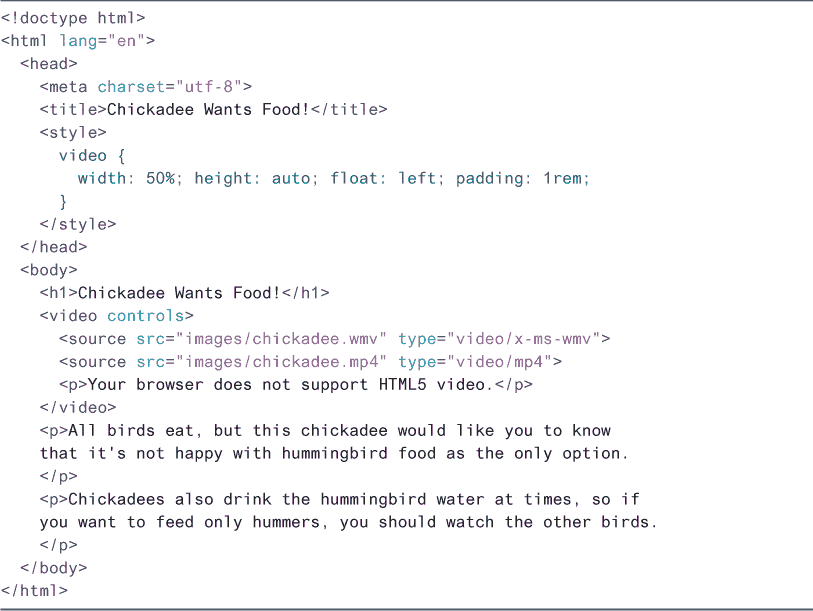 <!doctype html>
<html lang="en">
  <head>
    <meta charset="utf-8">
    <title>Chickadee Wants Food!</title>
    <style>
      video {
        width: 50%; height: auto; float: left; padding: 1rem;
      }
    </style>
  </head>
  <body>
    <h1>Chickadee Wants Food!</h1>
    <video controls>
      <source src="images/chickadee.wmv" type="video/x-ms-wmv">
      <source src="images/chickadee.mp4" type="video/mp4">
      <p>Your browser does not support HTML5 video.</p>
    </video>
    <p>All birds eat, but this chickadee would like you to know
    that it's not happy with hummingbird food as the only option.
    </p>
    <p>Chickadees also drink the hummingbird water at times, so if
    you want to feed only hummers, you should watch the other birds.
    </p>
  </body>
</html>